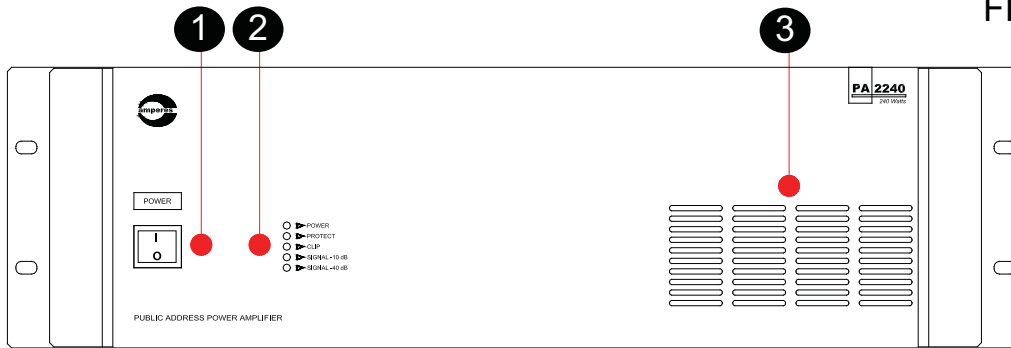 1 2 3
amperes
PA 2240
240 Watts
POWER
I
O
POWER
PROTECT
CLIP
SIGNAL-10 dB
SIGNAL-40 dB
PUBLIC ADDRESS POWER AMPLIFIER